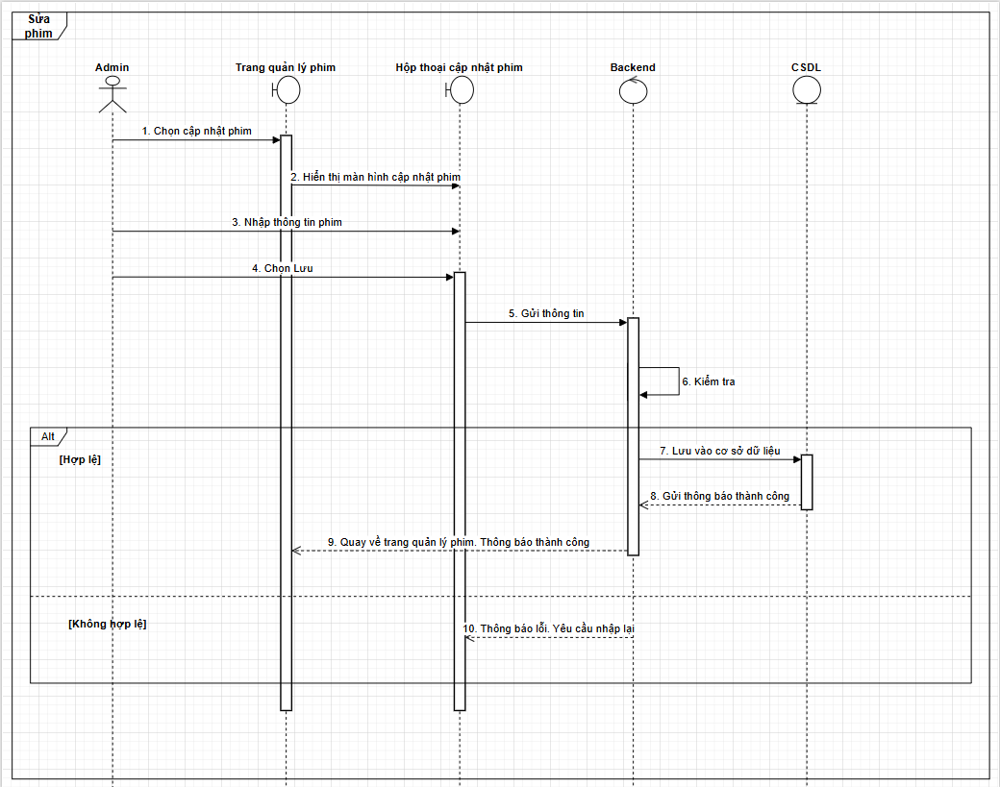 Sửa
phim
Admin
Trang quản lý phim
Hộp thoại cập nhật phim
Backend
CSDL
1. Chọn cập nhật phim
2. Hiển thị màn hình cập nhật phim
3. Nhập thông tin phim
4. Chọn Lưu
5. Gửi thông tin
6. Kiểm tra
Alt
[Hợp lệ]
7. Lưu vào cơ sở dữ liệu
8. Gửi thông báo thành công
9. Quay về trang quản lý phim. Thông báo thành công
[Không hợp lệ]
10. Thông báo lỗi. Yêu cầu nhập lại